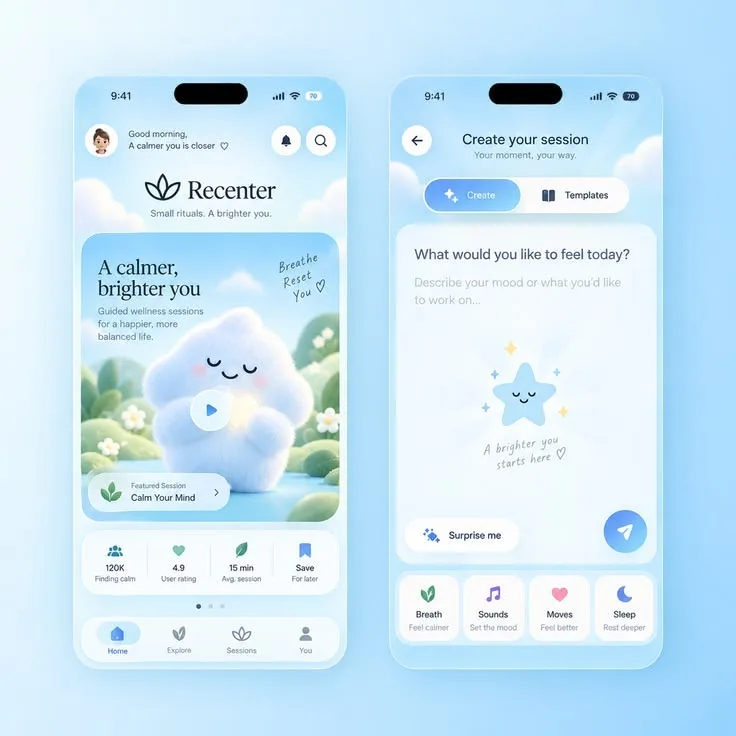 9:41
70
Good morning,
A calmer you is closer ♡
Recenter
Small rituals. A brighter you.
A calmer,
brighter you
Guided wellness sessions
for a happier, more
balanced life.
Breathe
Reset
You ♡
Featured Session
Calm Your Mind
120K
Finding calm
4.9
User rating
15 min
Avg. session
Save
For later
Home
Explore
Sessions
You
9:41
70
Create your session
Your moment, your way.
Create
Templates
What would you like to feel today?
Describe your mood or what you'd like
to work on...
A brighter you
starts here ♡
Surprise me
Breath
Feel calmer
Sounds
Set the mood
Moves
Feel better
Sleep
Rest deeper